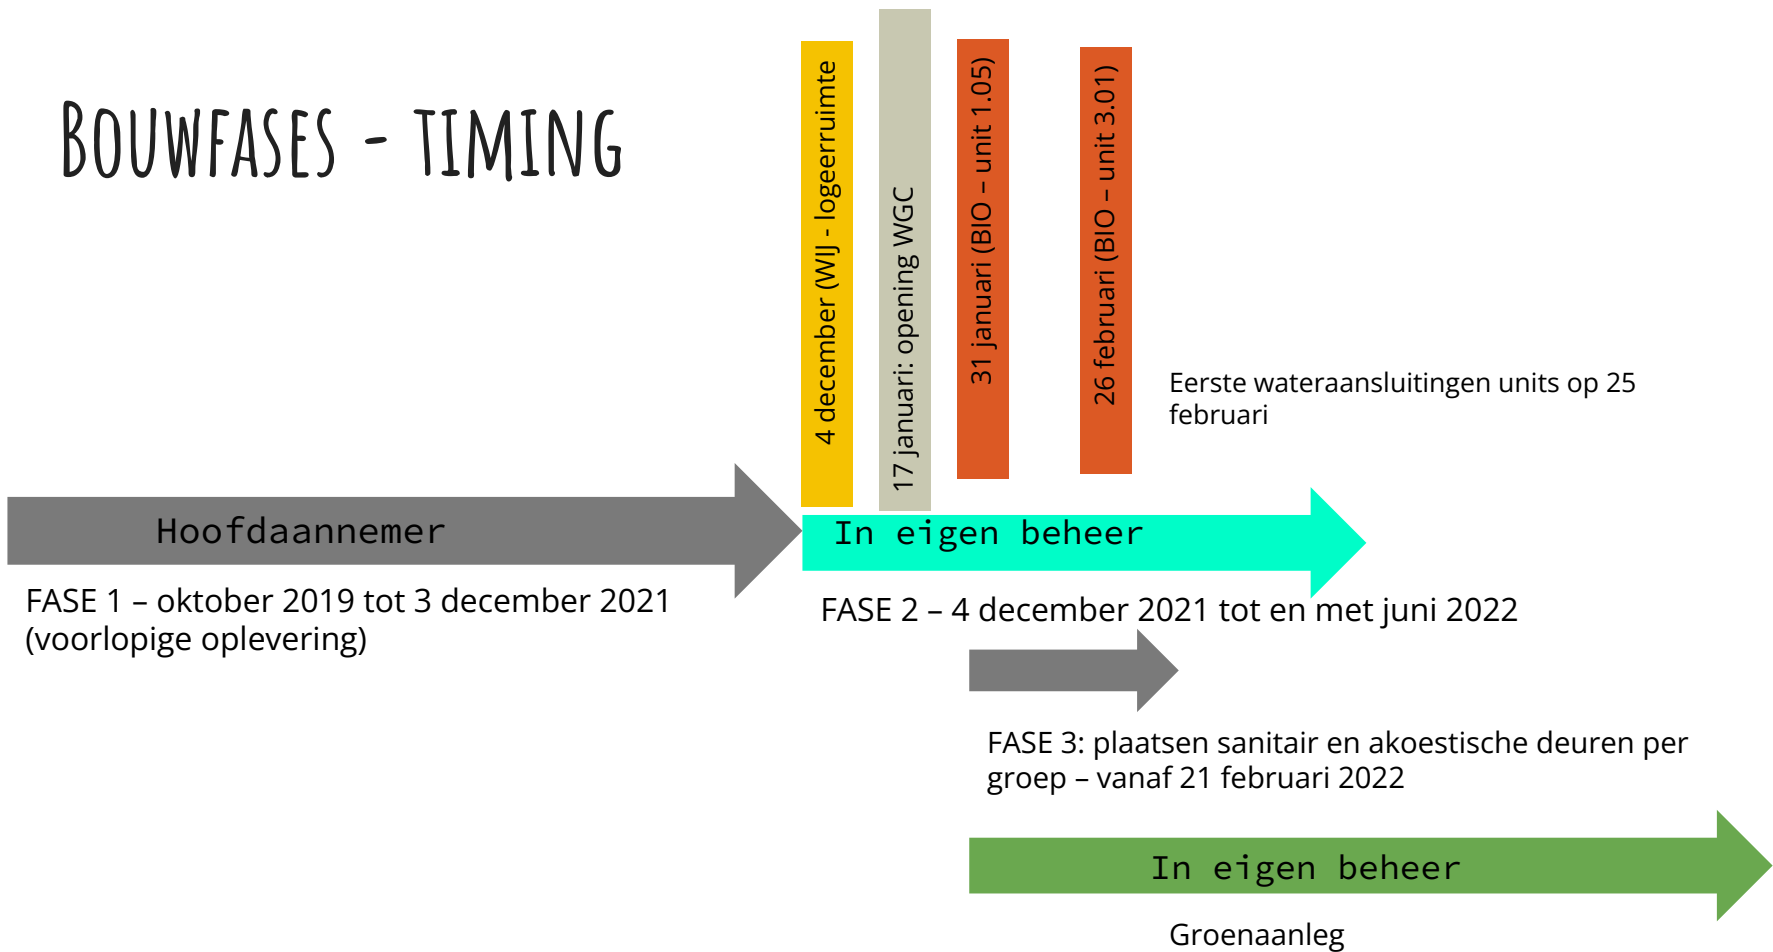 BOUWFASES - TIMING
4 december (WIJ - logeerruimte
17 januari: opening WGC
31 januari (BIO – unit 1.05)
26 februari (BIO – unit 3.01)
Eerste wateraansluitingen units op 25
februari
Hoofdaannemer
In eigen beheer
FASE 1 – oktober 2019 tot 3 december 2021
(voorlopige oplevering)
FASE 2 – 4 december 2021 tot en met juni 2022
FASE 3: plaatsen sanitair en akoestische deuren per
groep – vanaf 21 februari 2022
In eigen beheer
Groenaanleg